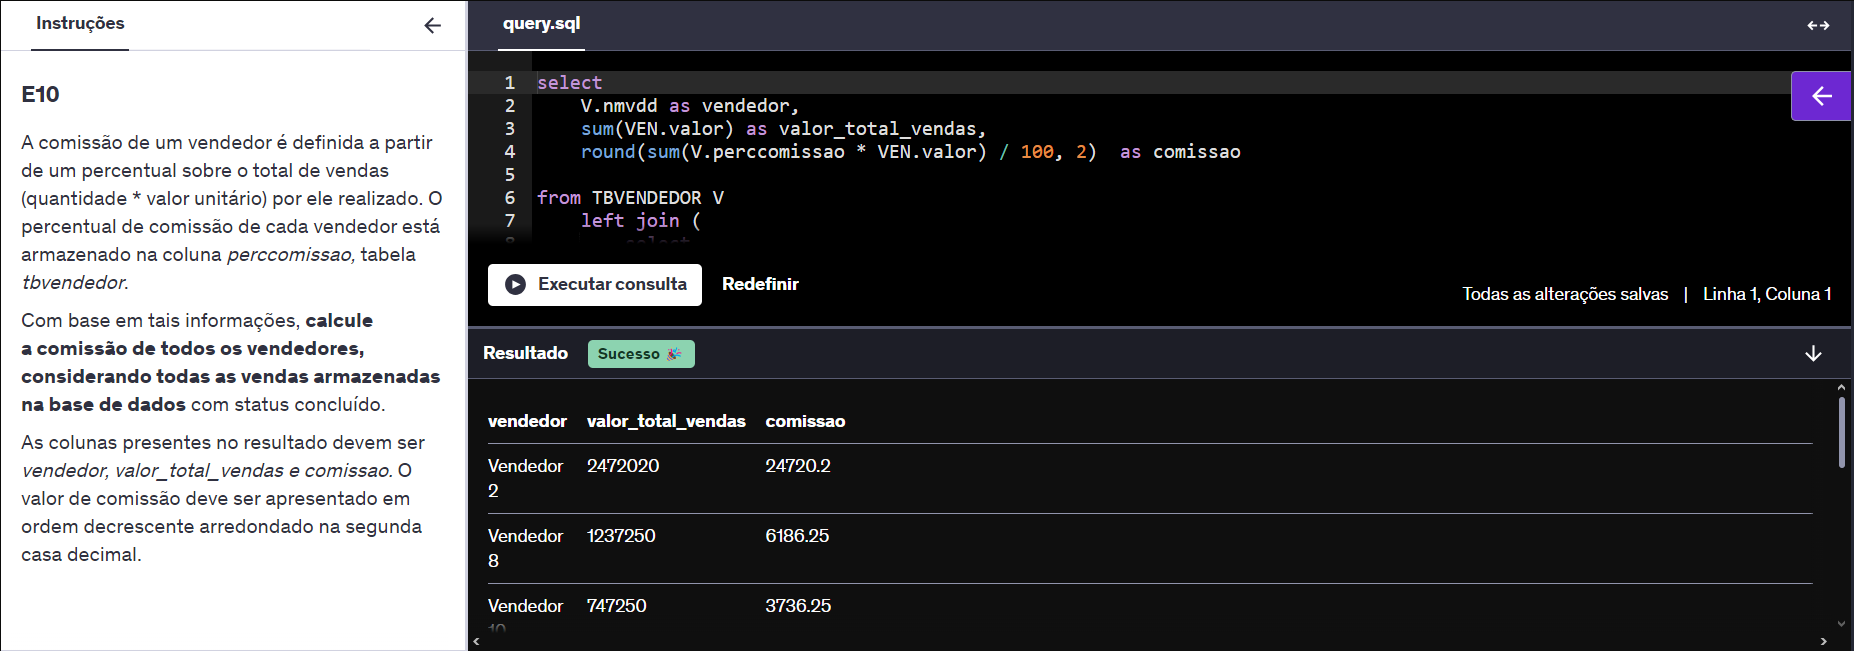 Instruções
E10
A comissão de um vendedor é definida a partir
de um percentual sobre o total de vendas
(quantidade * valor unitário) por ele realizado. O
percentual de comissão de cada vendedor está
armazenado na coluna perccomissao, tabela
tbvendedor.
Com base em tais informações, calcule
a comissão de todos os vendedores,
considerando todas as vendas armazenadas
na base de dados com status concluído.
As colunas presentes no resultado devem ser
vendedor, valor_total_vendas e comissao. O
valor de comissão deve ser apresentado em
ordem decrescente arredondado na segunda
casa decimal.
query.sql
1 select
2 V.nmvdd as vendedor,
3 sum(VEN.valor) as valor_total_vendas,
4 round(sum(V.perccomissao * VEN.valor) / 100, 2) as comissao
5
6 from TBVENDEDOR V
7 left join (
8 select
Executar consulta Redefinir
Todas as alterações salvas | Linha 1, Coluna 1
Resultado Sucesso
vendedor valor_total_vendas comissao
Vendedor 2472020 24720.2
2
Vendedor 1237250 6186.25
8
Vendedor 747250 3736.25
10